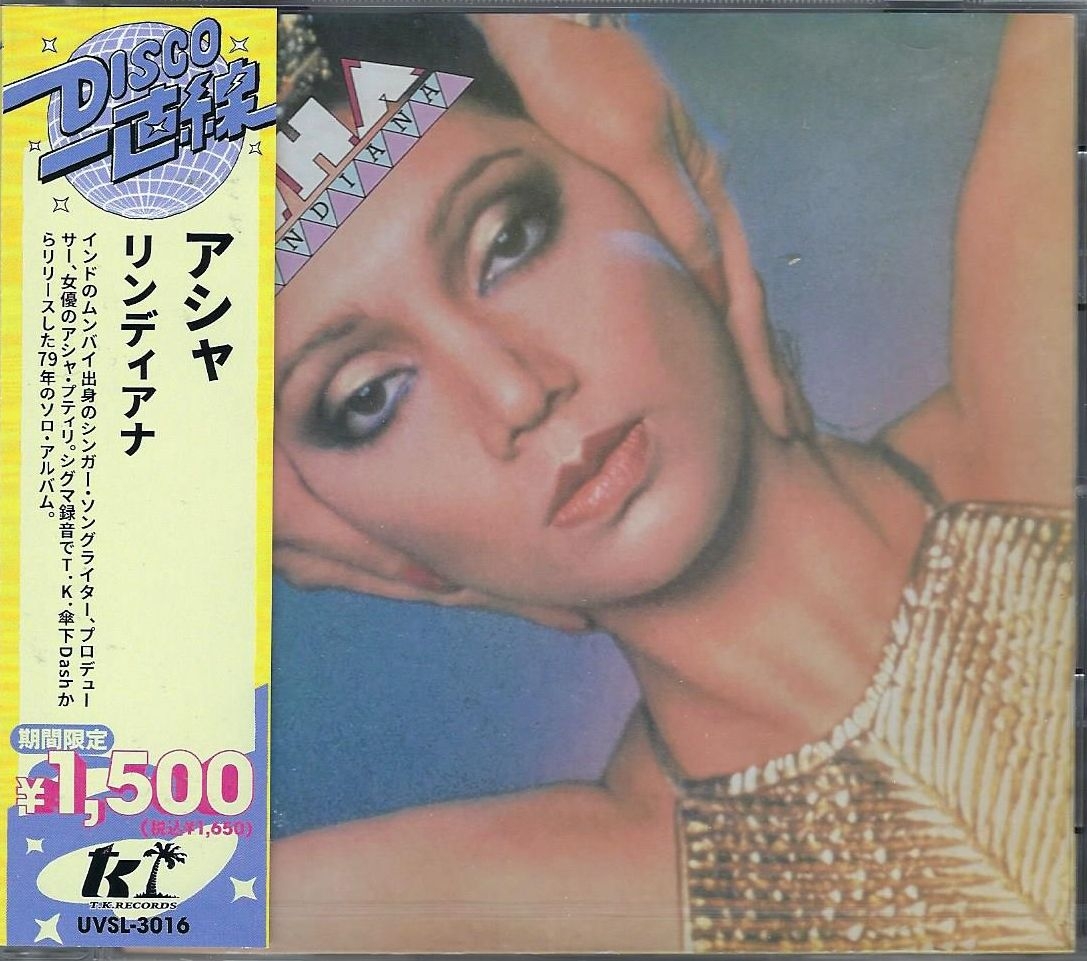 DISCO
一直線
アシャ
リンディアナ
インドのムンバイ出身のシンガー・ソングライター、プロデュー
サー、女優のアシャ・プティリ。シグマ録音でT.K.傘下Dashか
らリリースした79年のソロ・アルバム。
期間限定
¥1,500
(税込¥1,650)
tk
T.K.RECORDS
UVSL-3016
HA
NDIANA